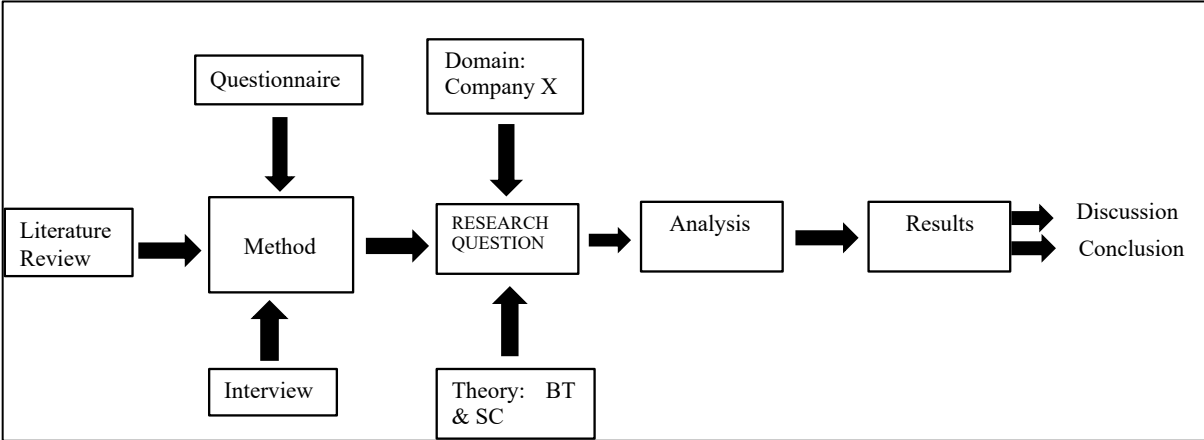 Questionnaire
Domain:
Company X
Literature
Review
Method
RESEARCH
QUESTION
Analysis
Results
Discussion
Conclusion
Interview
Theory: BT
& SC